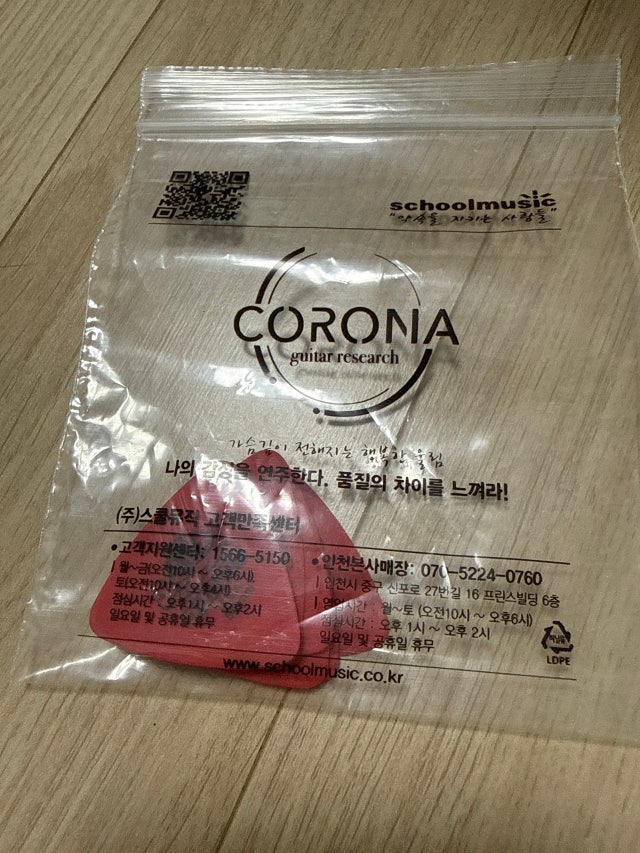 schoolmusic
"약속을 지키는 사람들"
CORONA
guitar research
가슴깊이 전해지는 행복한 울림
나의 감성을 연주한다. 품질의 차이를 느껴라!
(주)스쿨뮤직 고객만족센터
•고객지원센터: 1566-5150
| 월~금(오전10시 ~ 오후6시)
토(오전10시 ~ 오후4시)
점심시간 : 오후1시 ~ 오후2시
일요일 및 공휴일 휴무
•인천본사매장: 070-5224-0760
| 인천시 중구 신포로 27번길 16 프린스빌딩 6층
| 영업시간 : 월~토 (오전10시 ~ 오후6시)
점심시간 : 오후 1시 ~ 오후 2시
일요일 및 공휴일 휴무
www.schoolmusic.co.kr
LDPE